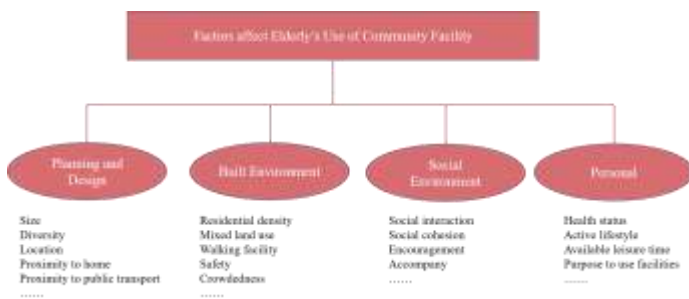 Factors affect Elderly's Use of Community Facility
Planning and
Design
Built Environment
Social
Environment
Personal
Size
Diversity
Location
Proximity to home
Proximity to public transport
......
Residential density
Mixed land use
Walking facility
Safety
Crowdedness
......
Social interaction
Social cohesion
Encouragement
Accompany
......
Health status
Active lifestyle
Available leisure time
Purpose to use facilities
......